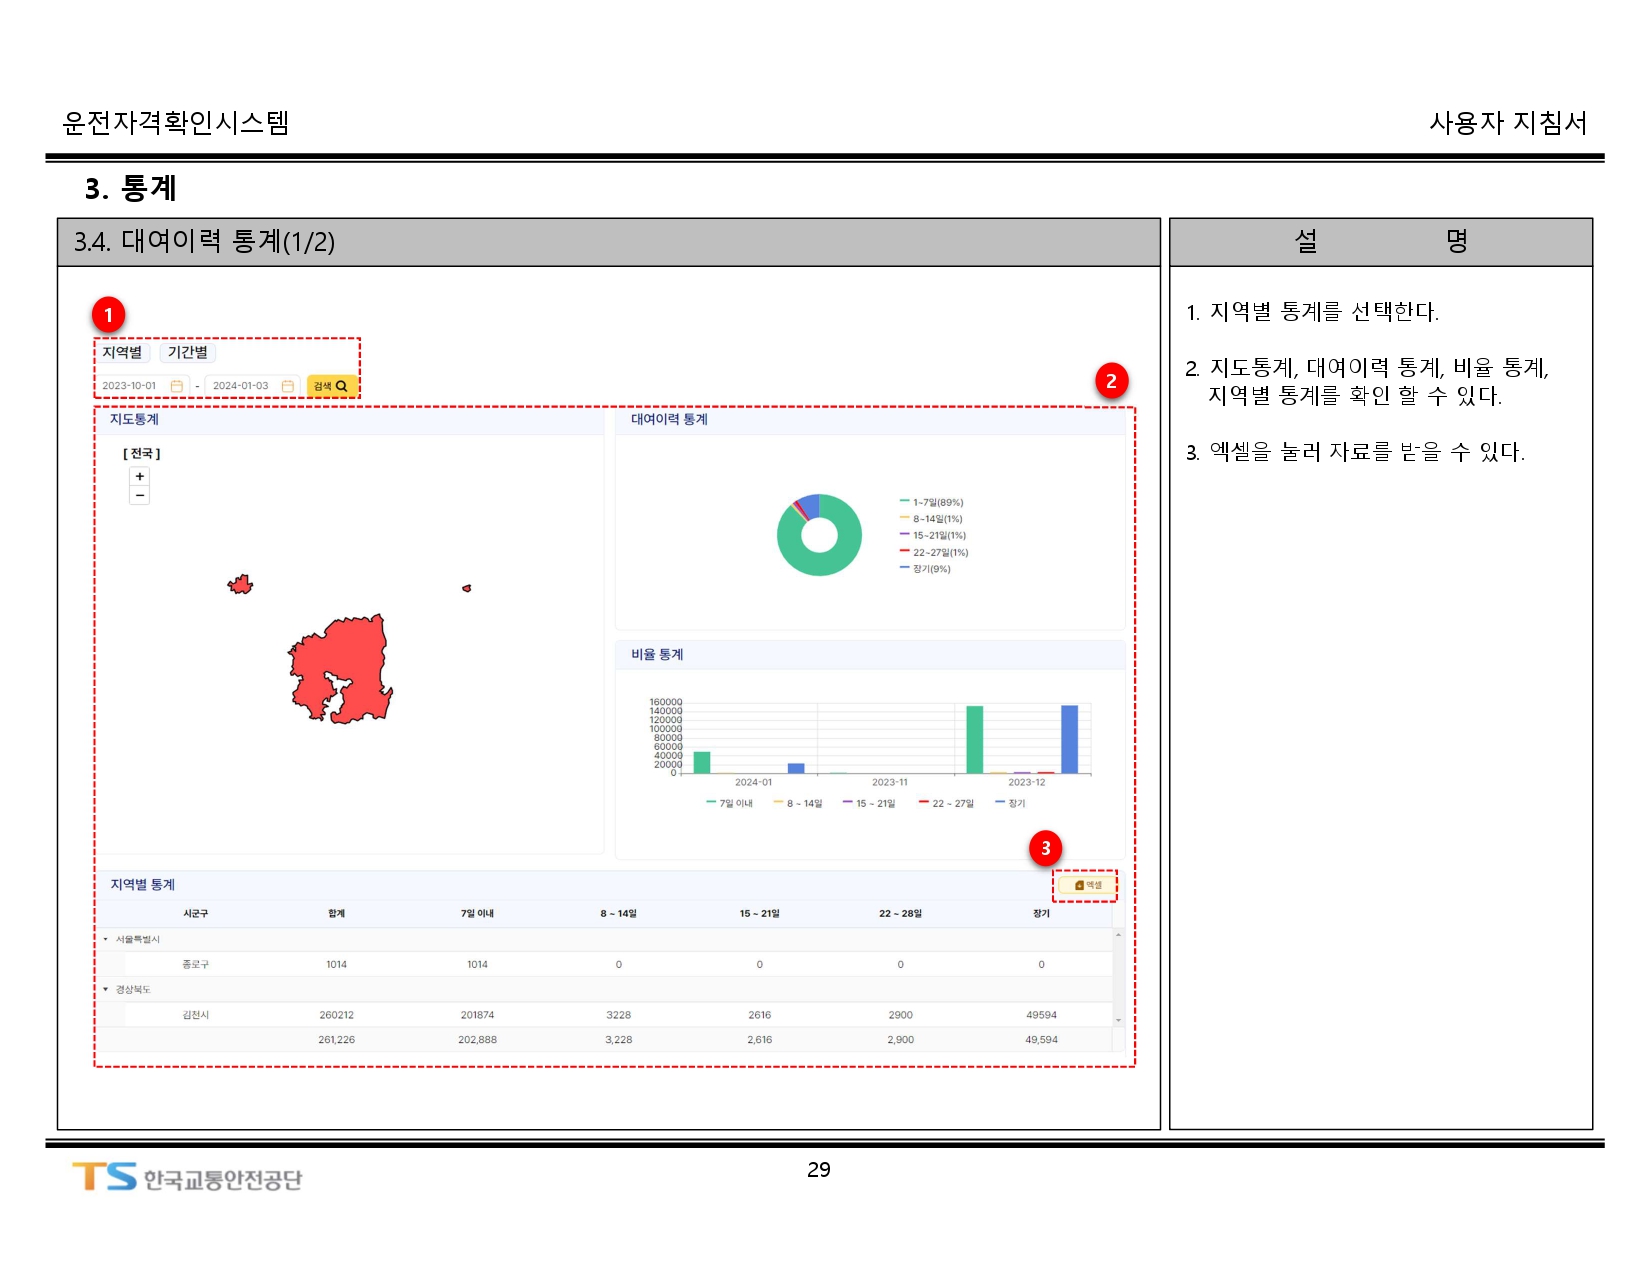 운전자격확인시스템
사용자 지침서
3. 통계
3.4. 대여이력 통계(1/2)
설 명
1
지역별 기간별
2023-10-01 - 2024-01-03 검색
2
지도통계
[ 전국 ]
+
−
대여이력 통계
1~7일(89%)
8~14일(1%)
15~21일(1%)
22~27일(1%)
장기(9%)
비율 통계
160000
140000
120000
100000
80000
60000
40000
20000
0
2024-01 2023-11 2023-12
7일 이내 8 ~ 14일 15 ~ 21일 22 ~ 27일 장기
3
지역별 통계
엑셀
시군구 합계 7일 이내 8 ~ 14일 15 ~ 21일 22 ~ 28일 장기
서울특별시
종로구 1014 1014 0 0 0 0
경상북도
김천시 260212 201874 3228 2616 2900 49594
261,226 202,888 3,228 2,616 2,900 49,594
1. 지역별 통계를 선택한다.
2. 지도통계, 대여이력 통계, 비율 통계,
지역별 통계를 확인 할 수 있다.
3. 엑셀을 눌러 자료를 받을 수 있다.
TS 한국교통안전공단
29